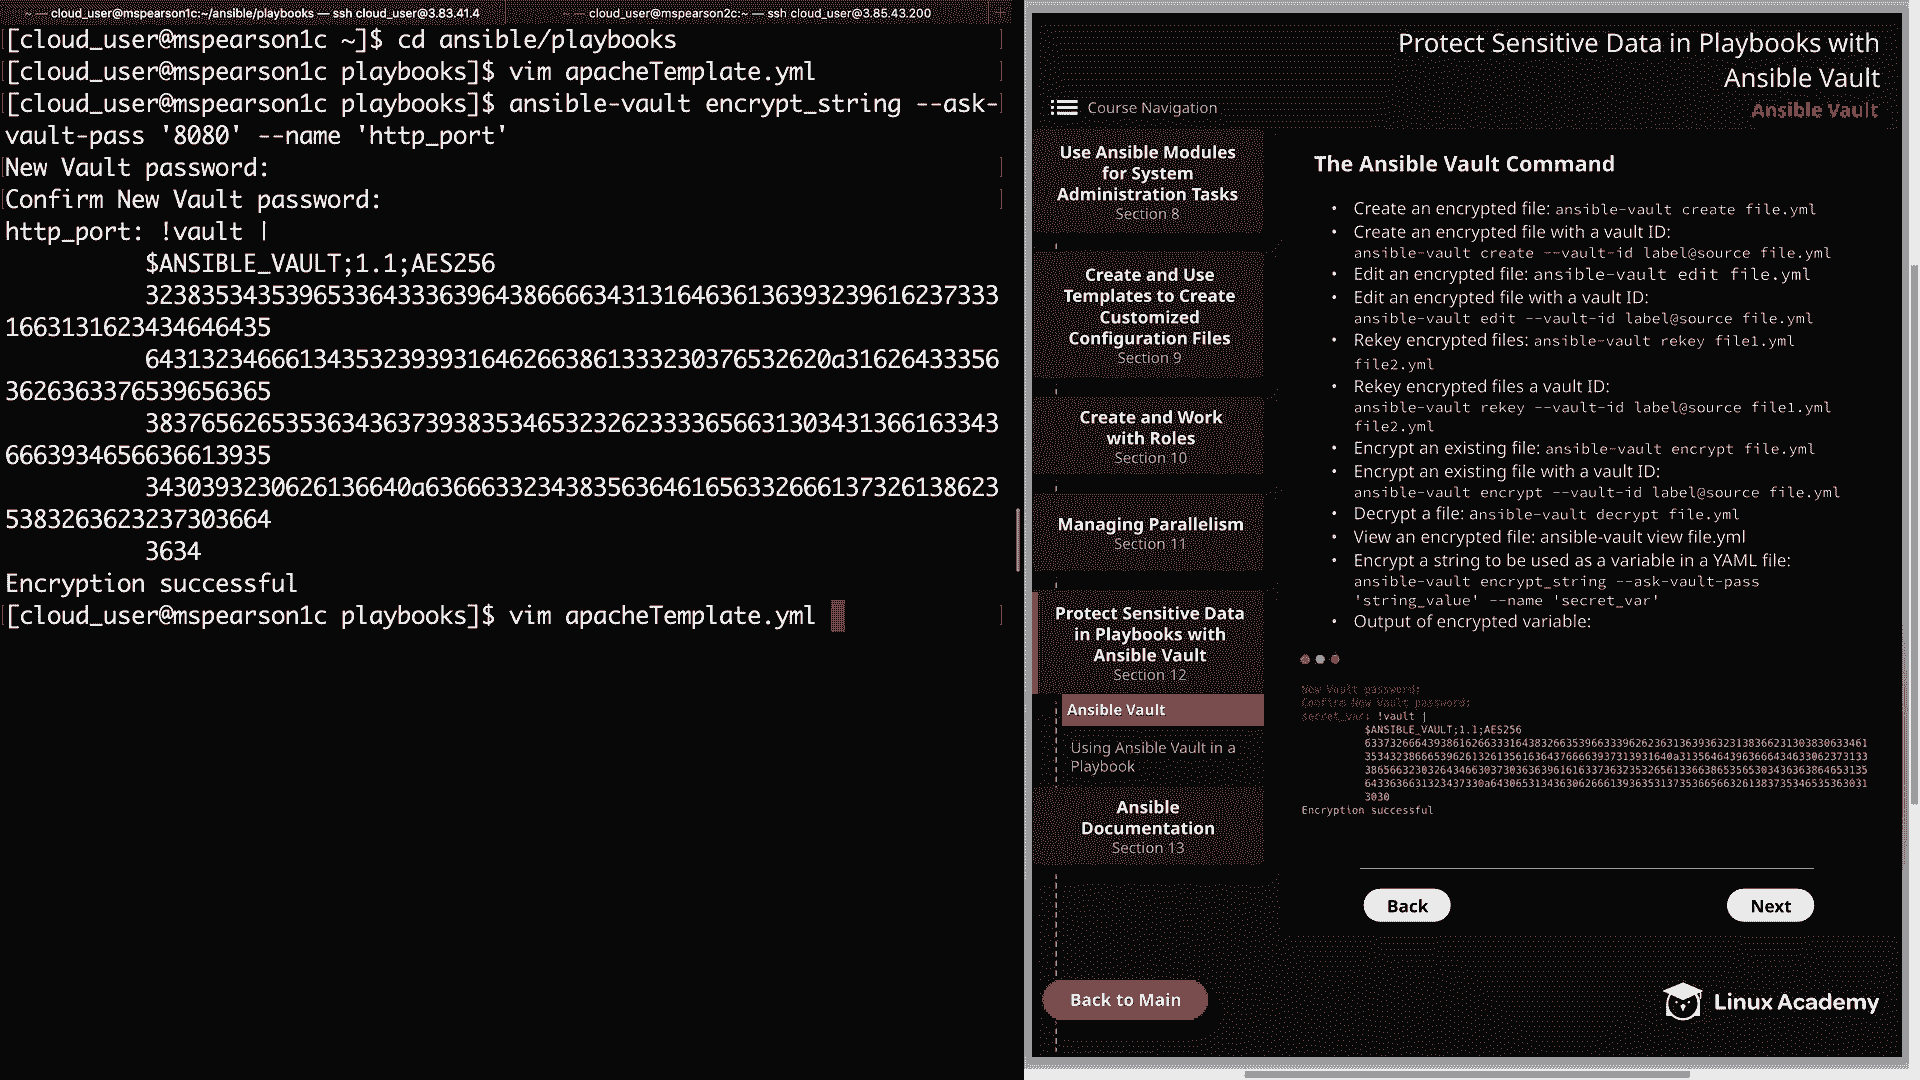 ~ — cloud_user@mspearson1c:~/ansible/playbooks — ssh cloud_user@3.83.41.4
~ — cloud_user@mspearson2c:~ — ssh cloud_user@3.85.43.200
[cloud_user@mspearson1c ~]$ cd ansible/playbooks
[cloud_user@mspearson1c playbooks]$ vim apacheTemplate.yml
[cloud_user@mspearson1c playbooks]$ ansible-vault encrypt_string --ask-
vault-pass '8080' --name 'http_port'
New Vault password:
Confirm New Vault password:
http_port: !vault |
$ANSIBLE_VAULT;1.1;AES256
Encryption successful
[cloud_user@mspearson1c playbooks]$ vim apacheTemplate.yml
3634
Protect Sensitive Data in Playbooks with
Ansible Vault
Ansible Vault
Course Navigation
Use Ansible Modules
for System
Administration Tasks
Section 8
Create and Use
Templates to Create
Customized
Configuration Files
Section 9
Create and Work
with Roles
Section 10
Managing Parallelism
Section 11
Protect Sensitive Data
in Playbooks with
Ansible Vault
Section 12
Ansible Vault
Using Ansible Vault in a
Playbook
Ansible
Documentation
Section 13
Back to Main
The Ansible Vault Command
• Create an encrypted file: ansible-vault create file.yml
• Create an encrypted file with a vault ID:
ansible-vault create --vault-id label@source file.yml
• Edit an encrypted file: ansible-vault edit file.yml
• Edit an encrypted file with a vault ID:
ansible-vault edit --vault-id label@source file.yml
• Rekey encrypted files: ansible-vault rekey file1.yml
file2.yml
• Rekey encrypted files a vault ID:
ansible-vault rekey --vault-id label@source file1.yml
file2.yml
• Encrypt an existing file: ansible-vault encrypt file.yml
• Encrypt an existing file with a vault ID:
ansible-vault encrypt --vault-id label@source file.yml
• Decrypt a file: ansible-vault decrypt file.yml
• View an encrypted file: ansible-vault view file.yml
• Encrypt a string to be used as a variable in a YAML file:
ansible-vault encrypt_string --ask-vault-pass
'string_value' --name 'secret_var'
• Output of encrypted variable:
New Vault password:
Confirm New Vault password:
secret_var: !vault |
$ANSIBLE_VAULT;1.1;AES256
3030
Encryption successful
Back
Next
Linux Academy